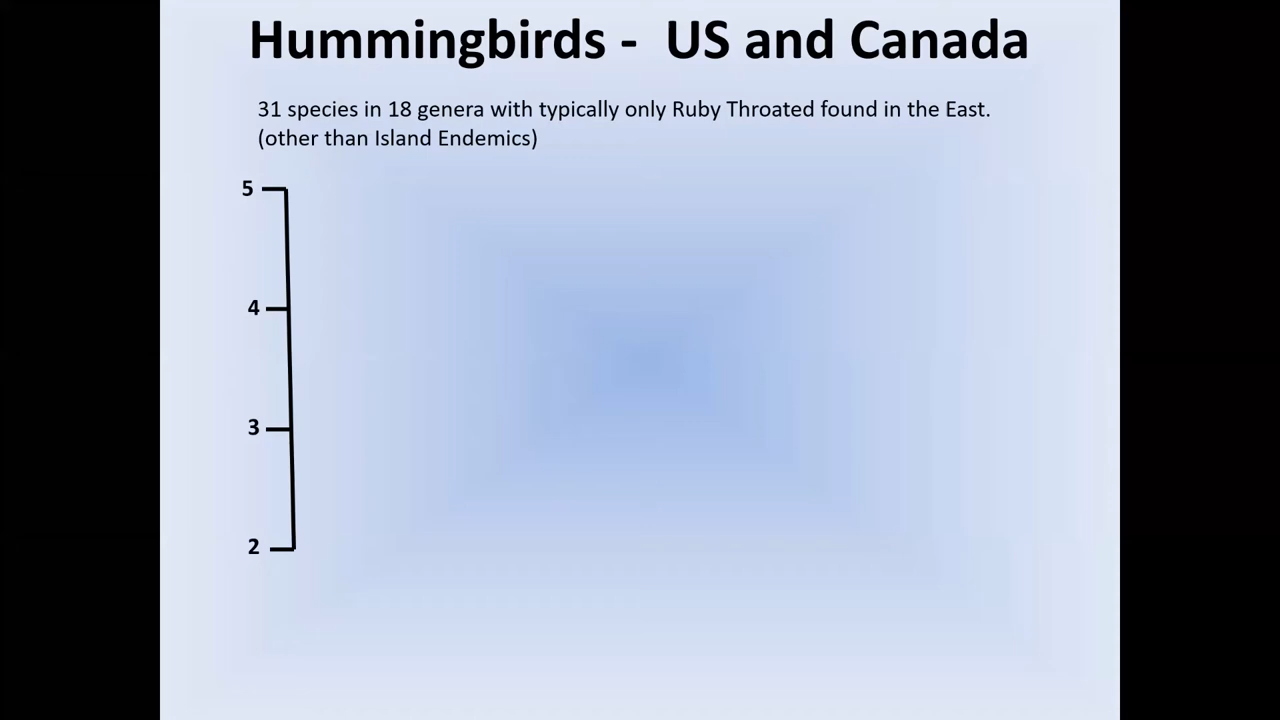 Hummingbirds -  US and Canada
31 species in 18 genera with typically only Ruby Throated found in the East.
(other than Island Endemics)
5
4
3
2